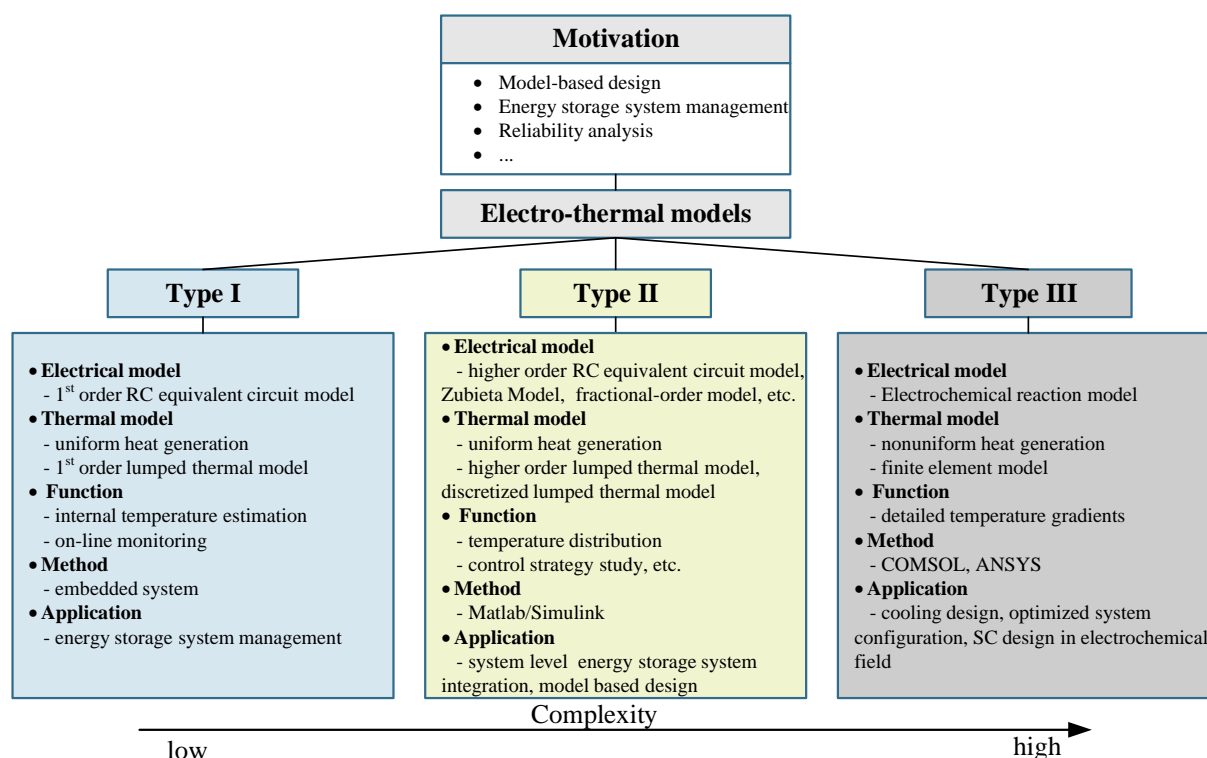 Motivation
• Model-based design
• Energy storage system management
• Reliability analysis
• ...
Electro-thermal models
Type I
• Electrical model
- 1st order RC equivalent circuit model
• Thermal model
- uniform heat generation
- 1st order lumped thermal model
• Function
- internal temperature estimation
- on-line monitoring
• Method
- embedded system
• Application
- energy storage system management
Type II
• Electrical model
- higher order RC equivalent circuit model,
Zubieta Model, fractional-order model, etc.
• Thermal model
- uniform heat generation
- higher order lumped thermal model,
discretized lumped thermal model
• Function
- temperature distribution
- control strategy study, etc.
• Method
- Matlab/Simulink
• Application
- system level energy storage system
integration, model based design
Type III
• Electrical model
- Electrochemical reaction model
• Thermal model
- nonuniform heat generation
- finite element model
• Function
- detailed temperature gradients
• Method
- COMSOL, ANSYS
• Application
- cooling design, optimized system
configuration, SC design in electrochemical
field
Complexity
low
high